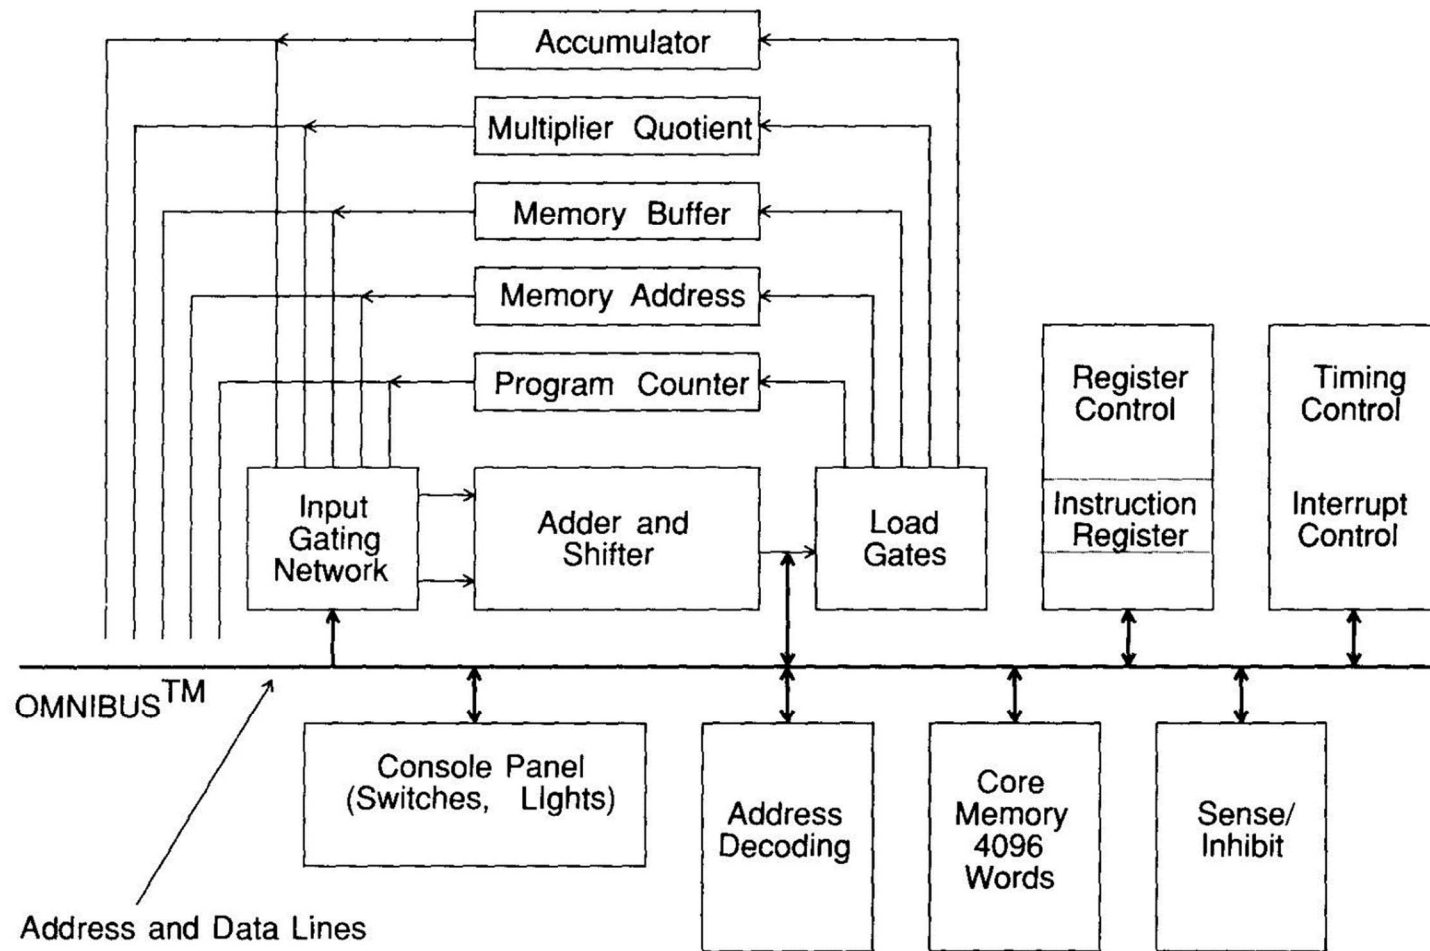 Accumulator
Multiplier Quotient
Memory Buffer
Memory Address
Program Counter
Input
Gating
Network
Adder and
Shifter
Load
Gates
Register
Control
Instruction
Register
Timing
Control
Interrupt
Control
OMNIBUS™
Console Panel
(Switches, LIghts)
Address
Decoding
Core
Memory
4096
Words
Sense/
Inhibit
Address and Data Lines